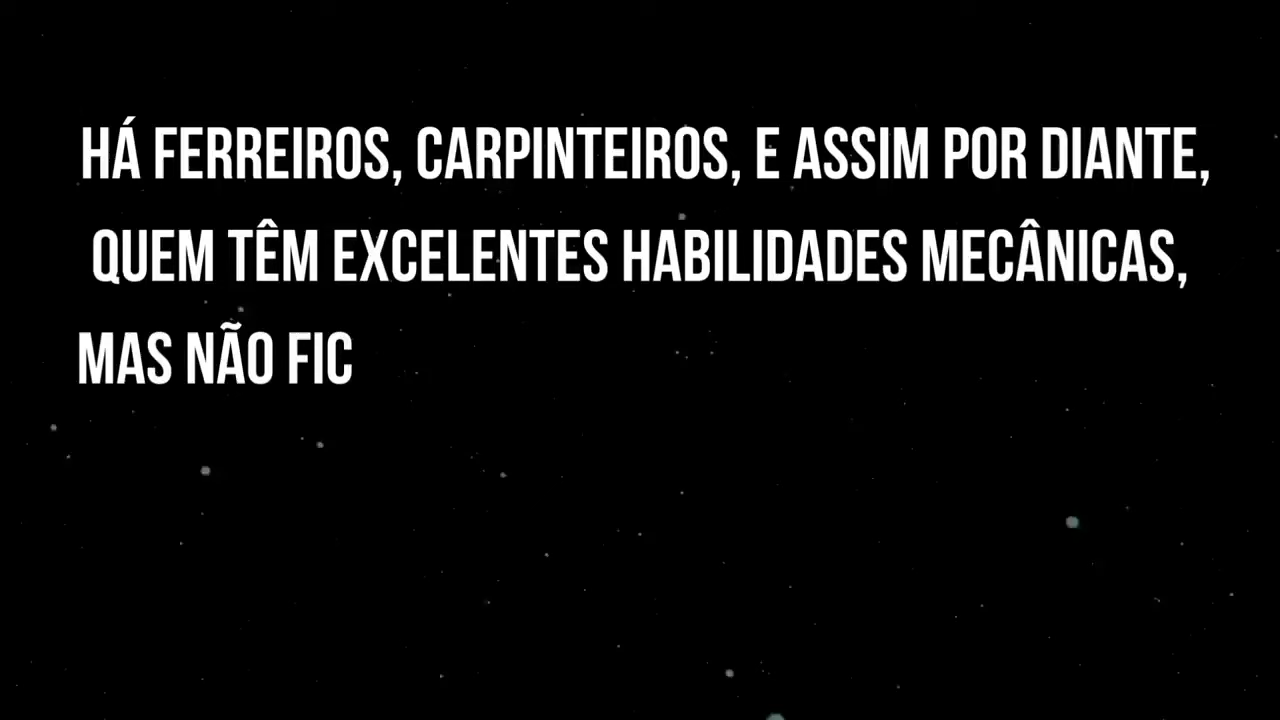 HÁ FERREIROS, CARPINTEIROS, E ASSIM POR DIANTE,
QUEM TÊM EXCELENTES HABILIDADES MECÂNICAS,
MAS NÃO FIC